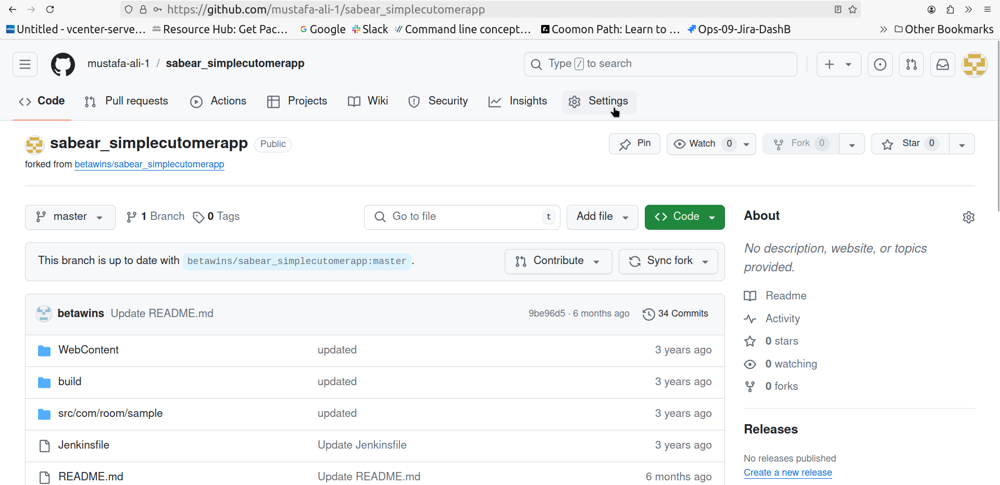 https://github.com/mustafa-ali-1/sabear_simplecutomerapp
vmw Untitled - vcenter-serve... Resource Hub: Get Pac... Google Slack Command line concept... Coomon Path: Learn to ... Ops-09-Jira-DashB Other Bookmarks
mustafa-ali-1 / sabear_simplecutomerapp Type / to search
Code Pull requests Actions Projects Wiki Security Insights Settings
sabear_simplecutomerapp Public Pin Watch 0 Fork 0 Star 0
forked from betawins/sabear_simplecutomerapp
master 1 Branch 0 Tags Go to file t Add file Code About
No description, website, or topics
provided.
This branch is up to date with betawins/sabear_simplecutomerapp:master. Contribute Sync fork
Readme
betawins Update README.md 9be96d5 · 6 months ago 34 Commits Activity
WebContent updated 3 years ago 0 stars
0 watching
build updated 3 years ago 0 forks
src/com/room/sample updated 3 years ago
Releases
Jenkinsfile Update Jenkinsfile 3 years ago
No releases published
README.md Update README.md 6 months ago Create a new release